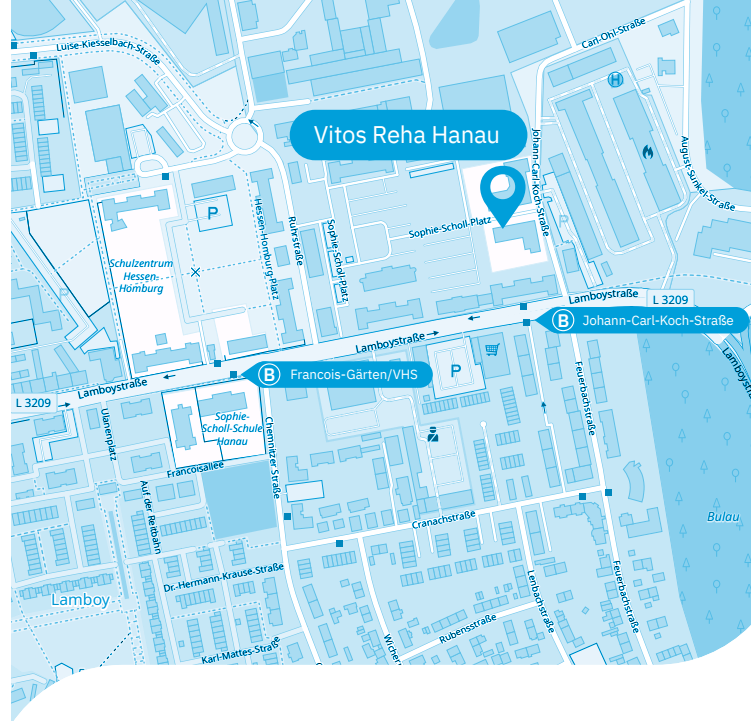 Luise-Kiesselbach-Straße
Carl-Ohl-Straße
H
Vitos Reha Hanau
Johann-Carl-Koch-Straße
August-Sunkel-Straße
P
Hessen-Homburg-Platz
Ruhrstraße
Sophie-Scholl-Platz
Sophie-Scholl-Platz
P
Schulzentrum
Hessen-
Homburg
P
Lamboystraße
L 3209
B Johann-Carl-Koch-Straße
Lamboystraße
Lamboystraße
B Francois-Gärten/VHS
P
Feuerbachstraße
Lamboystraße
L 3209
Ulanenplatz
Sophie-
Scholl-Schule
Hanau
Chemnitzer Straße
Francoisallee
Auf der Reitbahn
Cranachstraße
Bulau
Dr.-Hermann-Krause-Straße
Lamboy
Lenbachstraße
Feuerbachstraße
Rubensstraße
Karl-Mattes-Straße